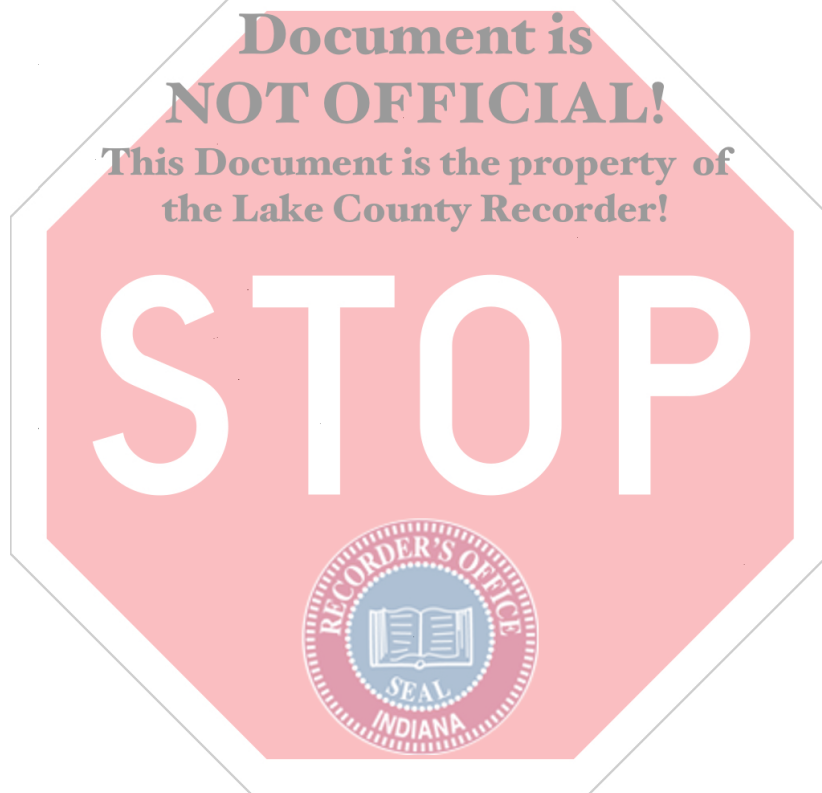 Document is
NOT OFFICIAL!
This Document is the property of
the Lake County Recorder!
STOP
RECORDER'S OFFICE
SEAL
INDIANA